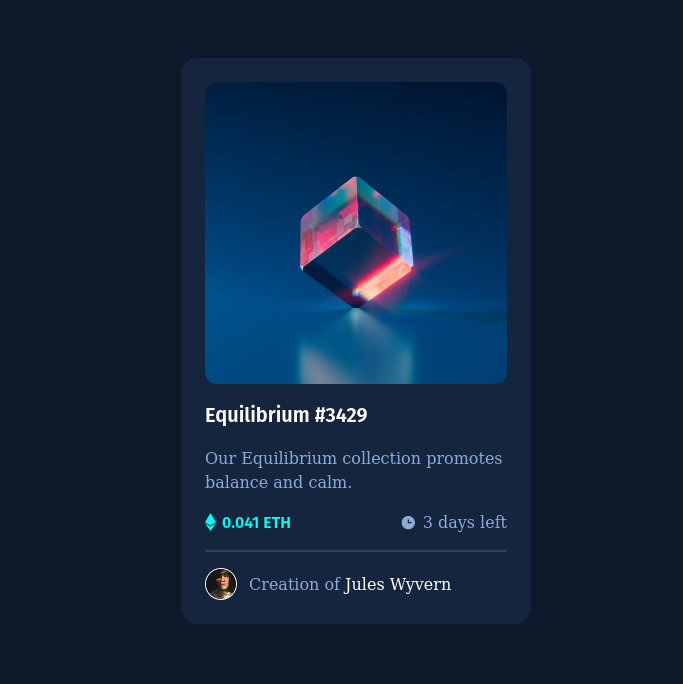 Equilibrium #3429
Our Equilibrium collection promotes
balance and calm.
0.041 ETH
3 days left
Creation of Jules Wyvern